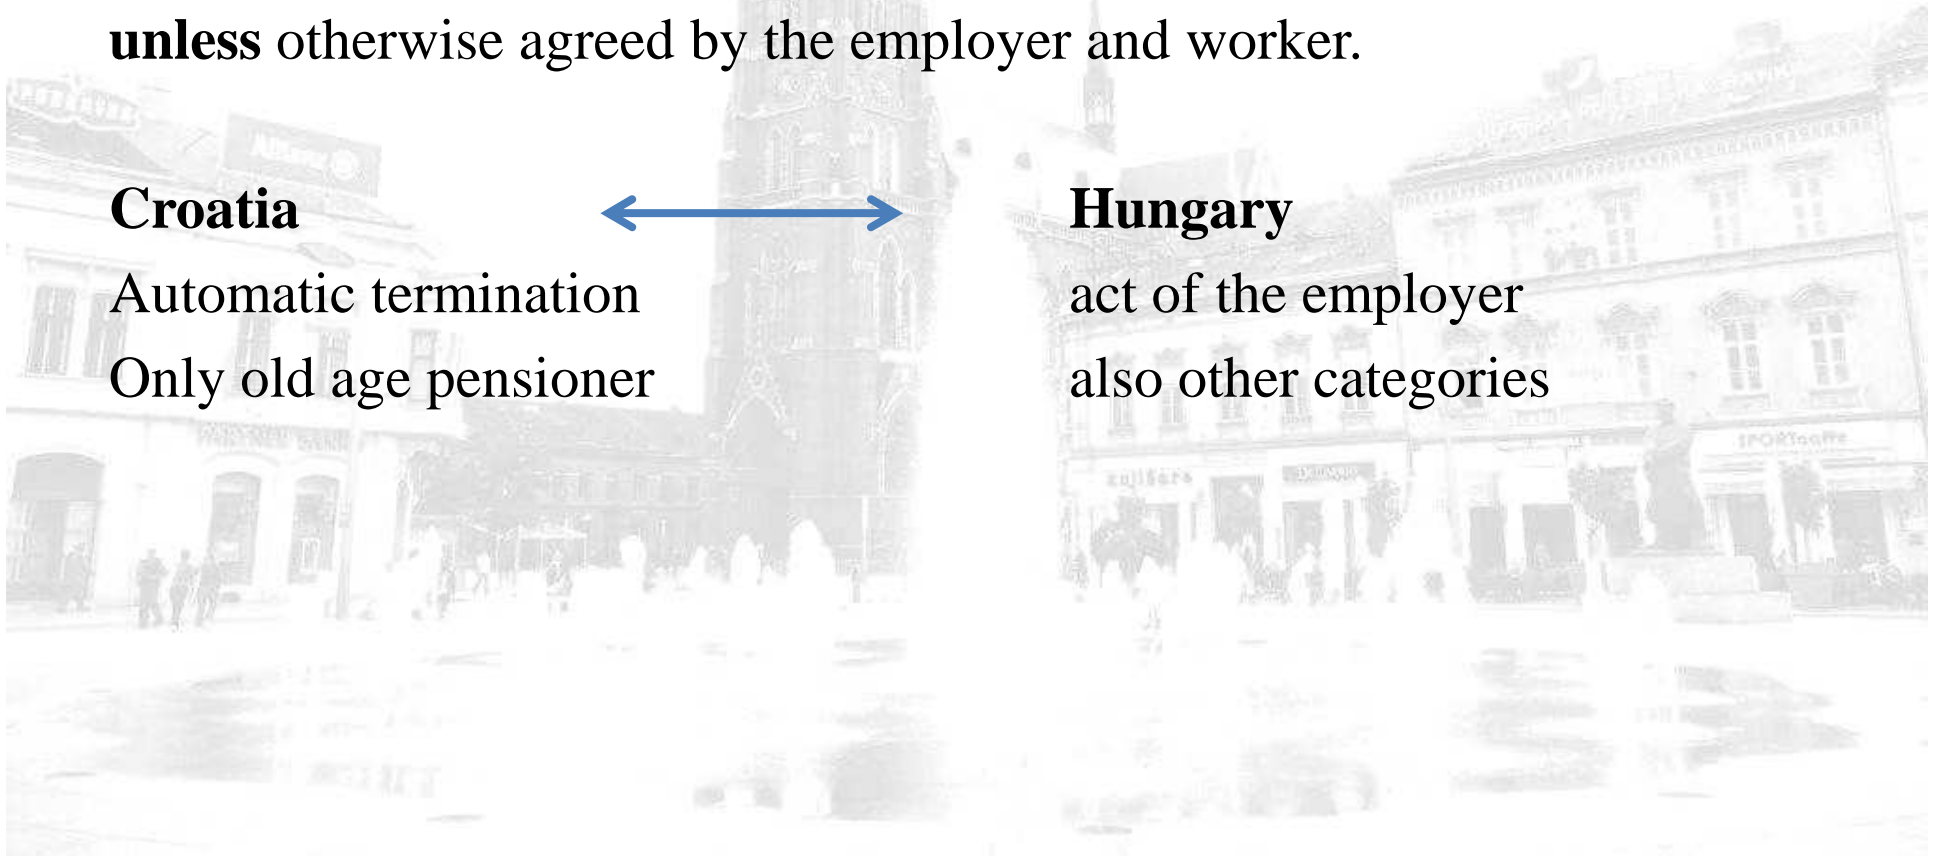 unless otherwise agreed by the employer and worker.
Allianz
Croatia
Hungary
Automatic termination
act of the employer
Only old age pensioner
also other categories